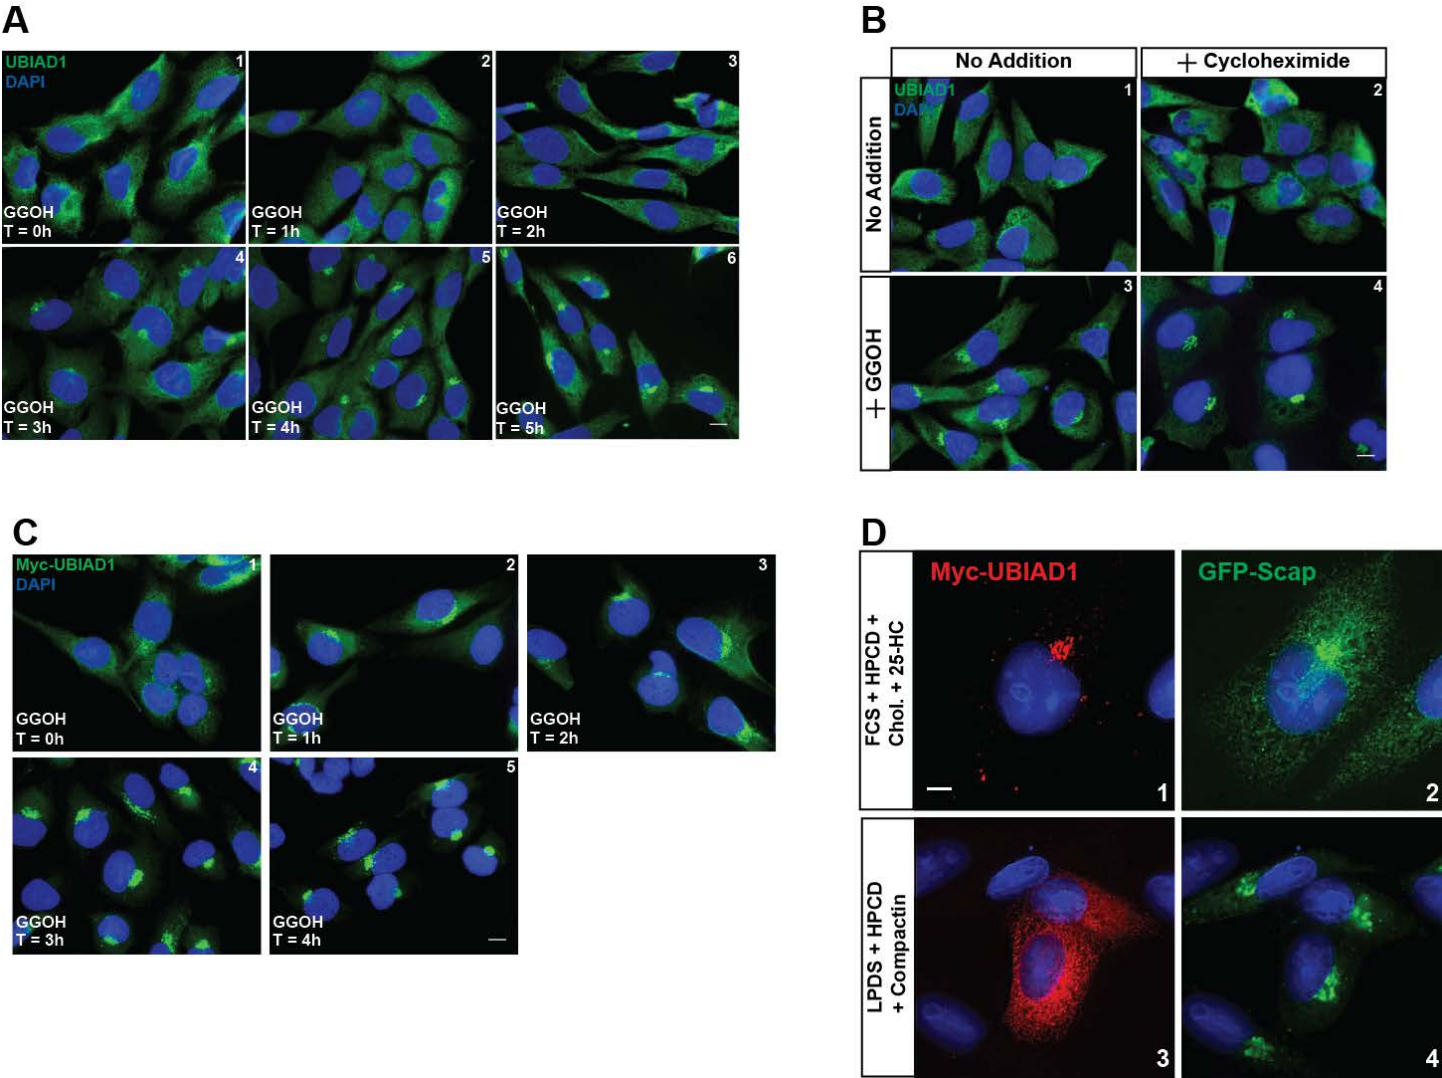 A
UBIAD1
DAPI
1
GGOH
T = 0h
2
GGOH
T = 1h
3
GGOH
T = 2h
4
GGOH
T = 3h
5
GGOH
T = 4h
6
GGOH
T = 5h
B
No Addition
+ Cycloheximide
No Addition
UBIAD1
DAPI
1
2
+ GGOH
3
4
C
Myc-UBIAD1
DAPI
1
GGOH
T = 0h
2
GGOH
T = 1h
3
GGOH
T = 2h
4
GGOH
T = 3h
5
GGOH
T = 4h
D
FCS + HPCD +
Chol. + 25-HC
Myc-UBIAD1
1
GFP-Scap
2
LPDS + HPCD
+ Compactin
3
4